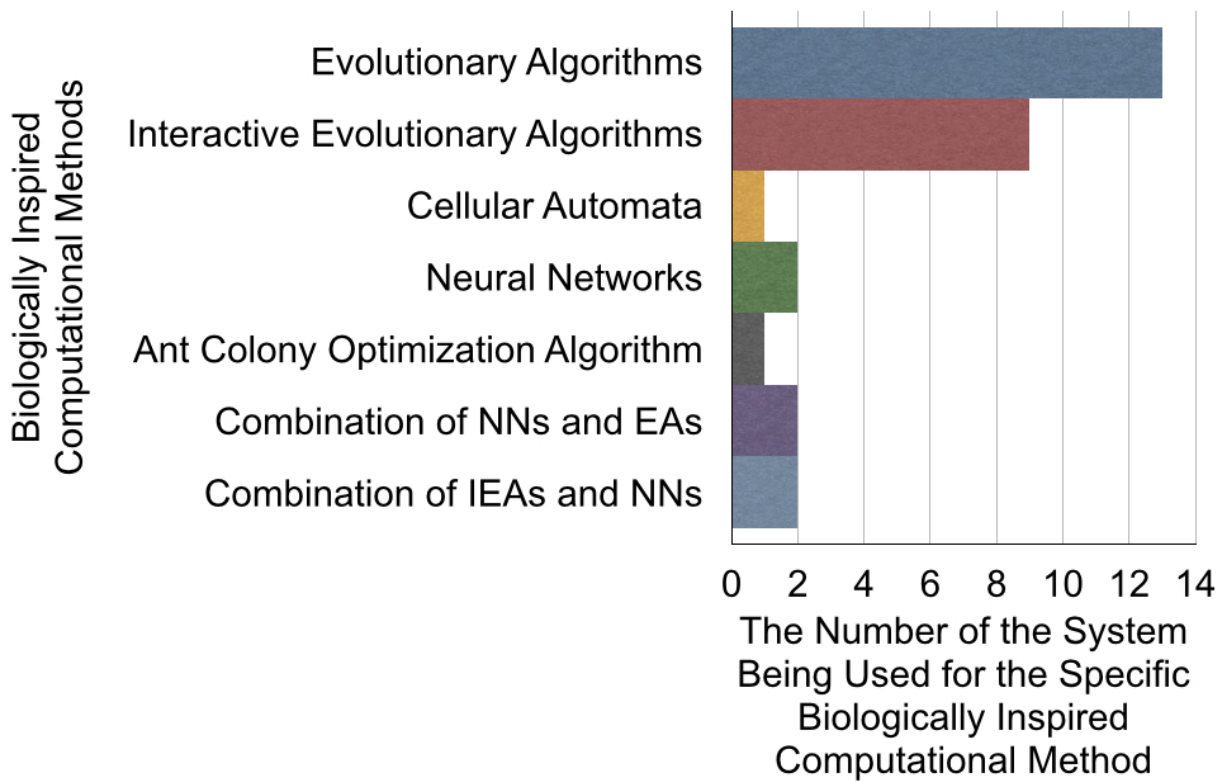 Biologically Inspired
Computational Methods
Evolutionary Algorithms
Interactive Evolutionary Algorithms
Cellular Automata
Neural Networks
Ant Colony Optimization Algorithm
Combination of NNs and EAs
Combination of IEAs and NNs
0 2 4 6 8 10 12 14
The Number of the System
Being Used for the Specific
Biologically Inspired
Computational Method